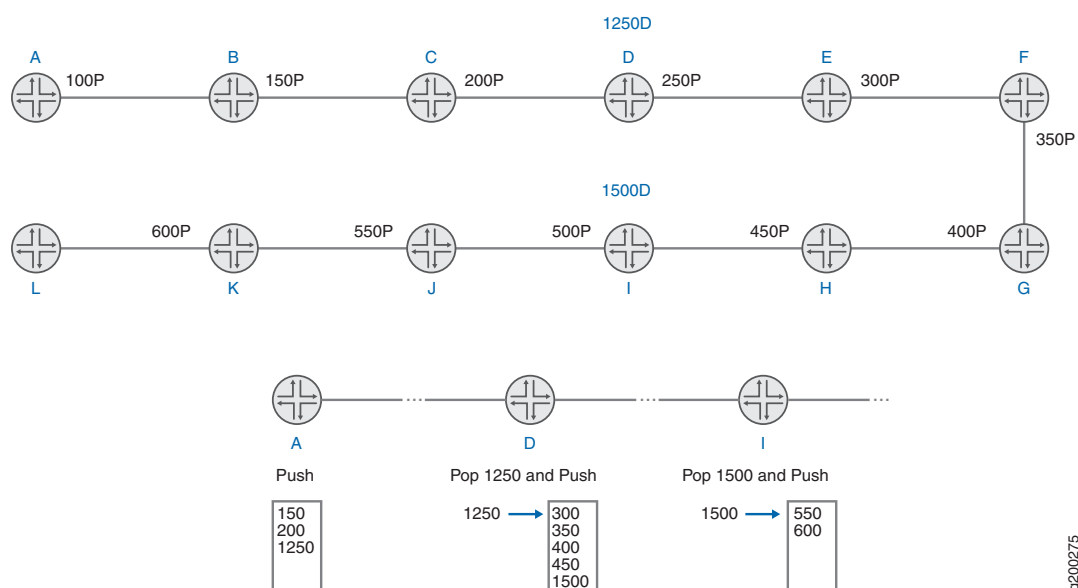 1250D
A B C D E F
100P 150P 200P 250P 300P
350P
1500D
600P 550P 500P 450P 400P
L K J I H G
... ... ...
A D I
Push Pop 1250 and Push Pop 1500 and Push
150 1250 300 1500 550
200 350 600
1250 400
450
1500
g200275